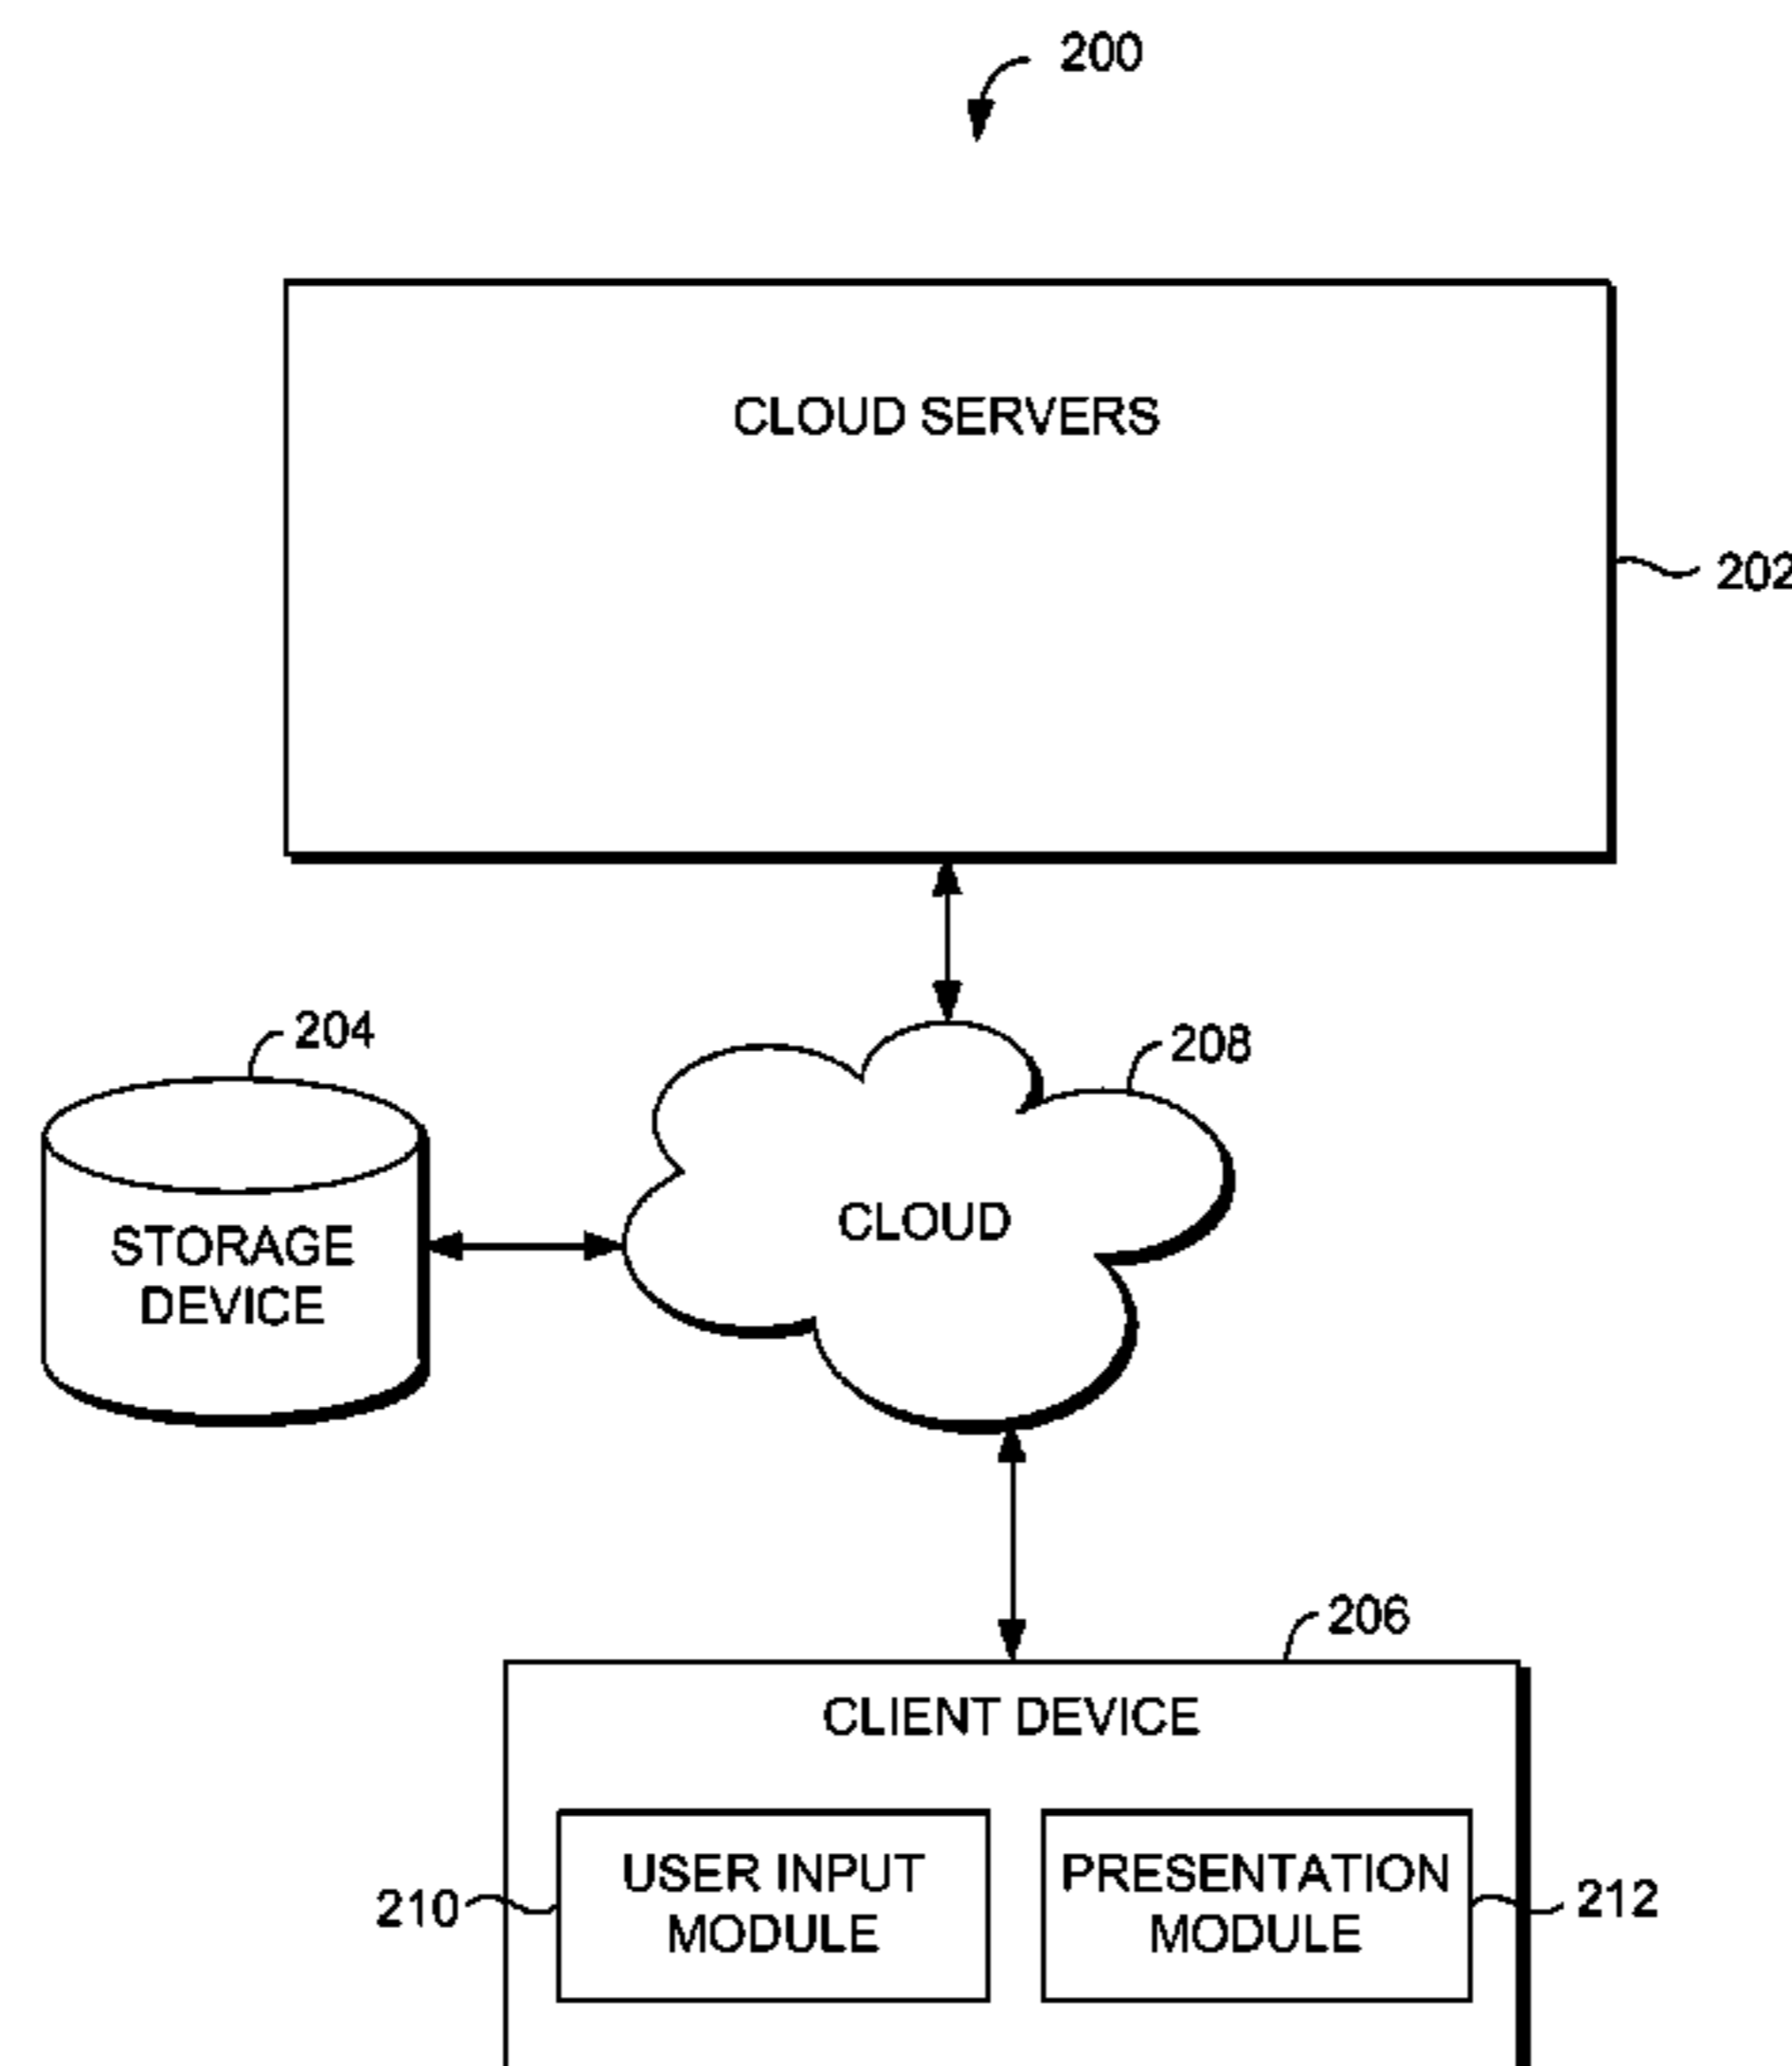 200
CLOUD SERVERS
202
204
208
STORAGE
DEVICE
CLOUD
206
CLIENT DEVICE
USER INPUT
MODULE
PRESENTATION
MODULE
210
212